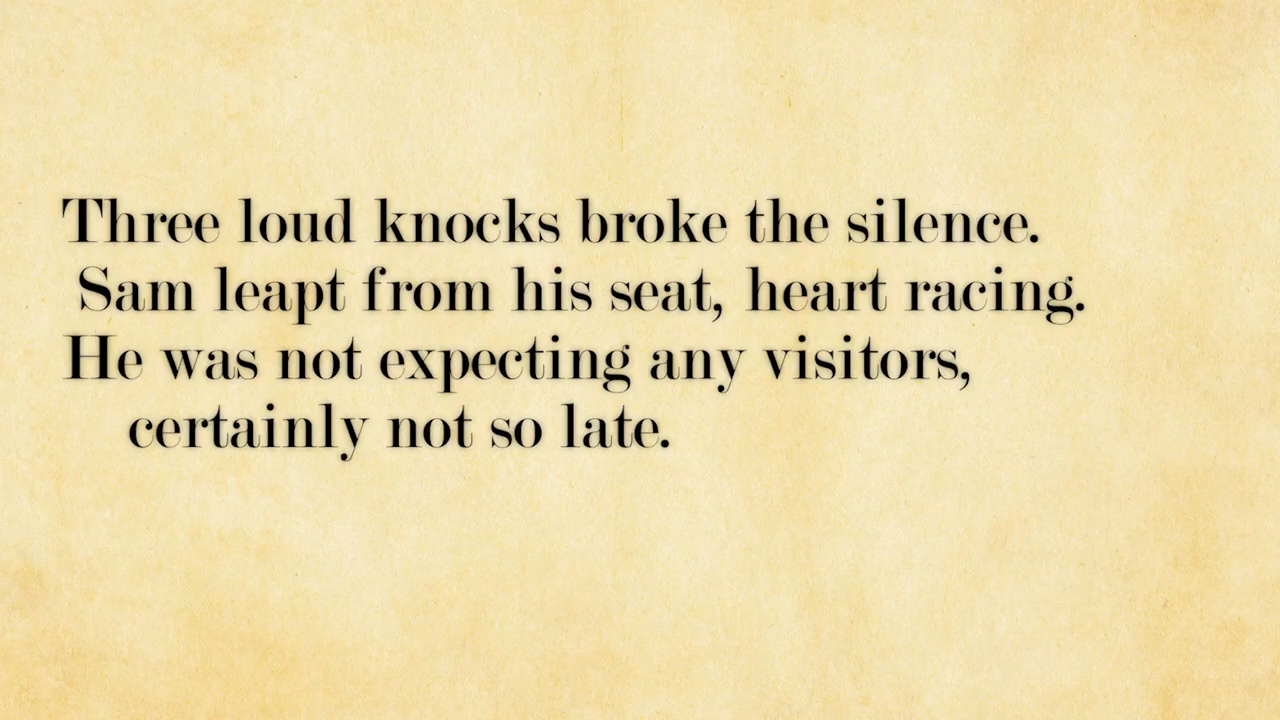 Three loud knocks broke the silence.
Sam leapt from his seat, heart racing.
He was not expecting any visitors,
certainly not so late.